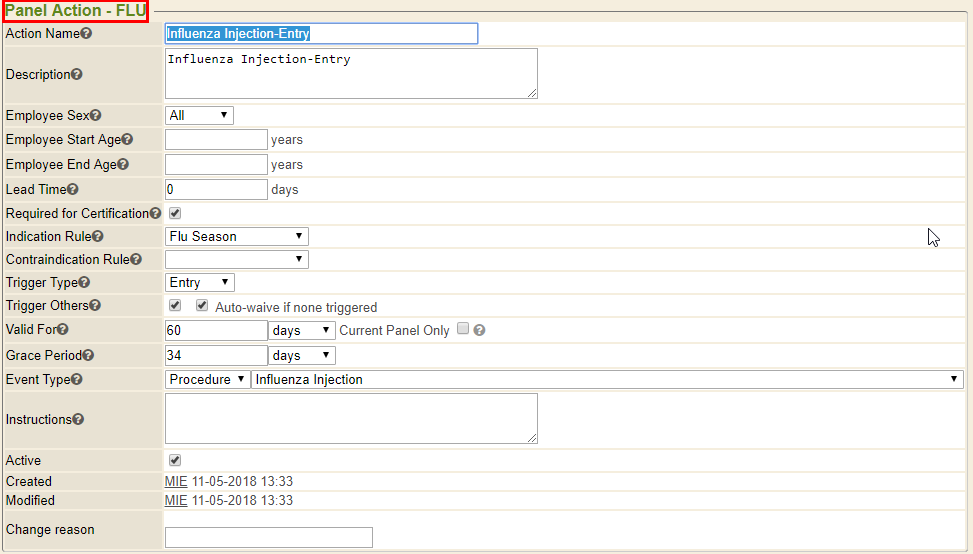 Panel Action - FLU
Action Name? Influenza Injection-Entry
Description? Influenza Injection-Entry
Employee Sex? All
Employee Start Age? years
Employee End Age? years
Lead Time? 0 days
Required for Certification?
Indication Rule? Flu Season
Contraindication Rule?
Trigger Type? Entry
Trigger Others? Auto-waive if none triggered
Valid For? 60 days Current Panel Only ?
Grace Period? 34 days
Event Type? Procedure Influenza Injection
Instructions?
Active
Created MIE 11-05-2018 13:33
Modified MIE 11-05-2018 13:33
Change reason